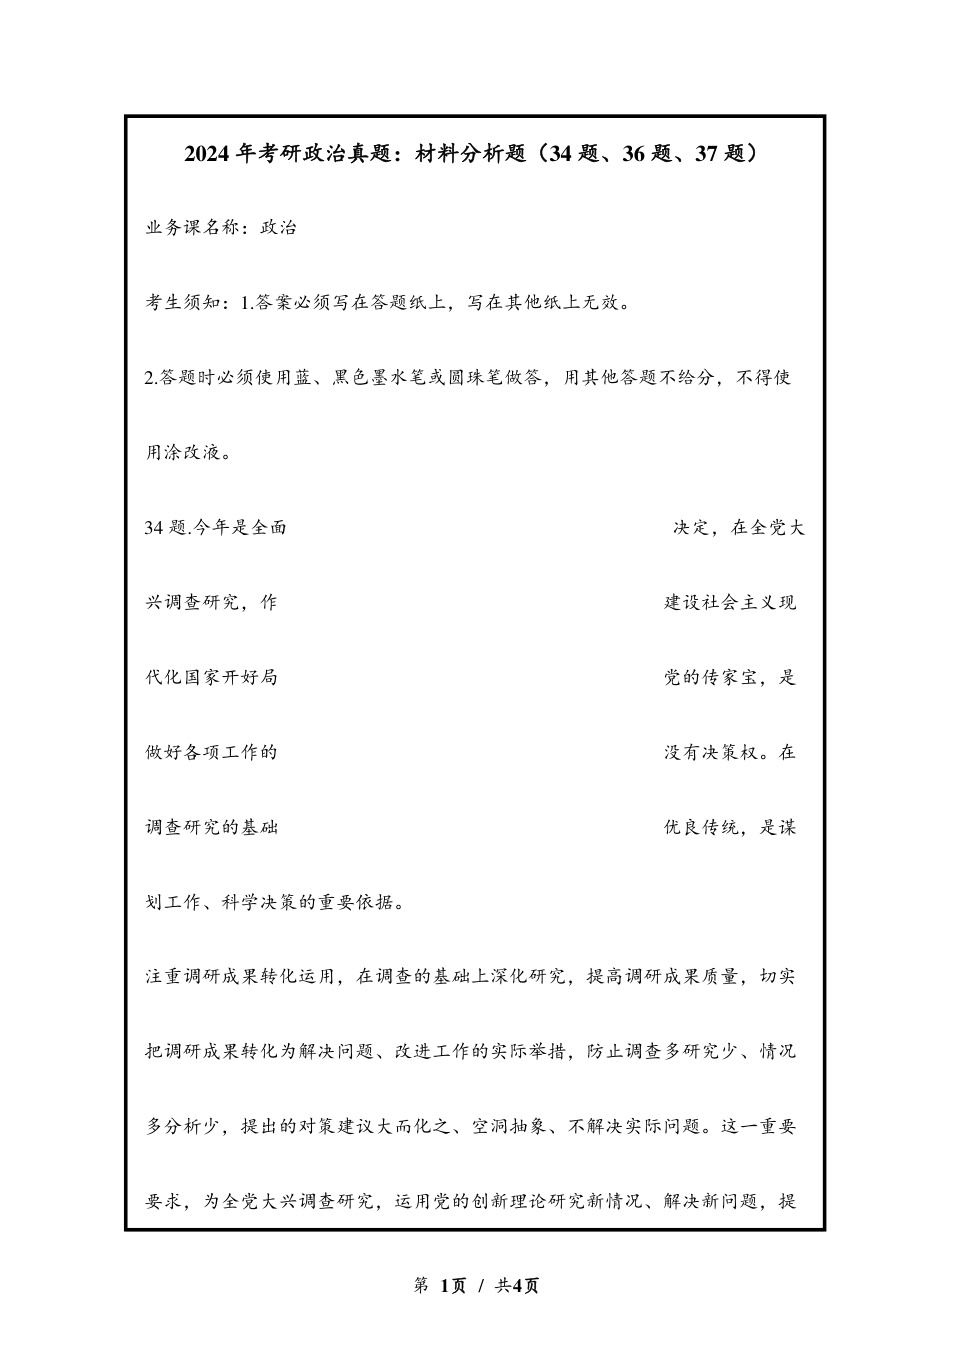 2024 年考研政治真题：材料分析题（34 题、36 题、37 题）
业务课名称：政治
考生须知：1.答案必须写在答题纸上，写在其他纸上无效。
2.答题时必须使用蓝、黑色墨水笔或圆珠笔做答，用其他答题不给分，不得使
用涂改液。
34 题.今年是全面 决定，在全党大
兴调查研究，作 建设社会主义现
代化国家开好局 党的传家宝，是
做好各项工作的 没有决策权。在
调查研究的基础 优良传统，是谋
划工作、科学决策的重要依据。
注重调研成果转化运用，在调查的基础上深化研究，提高调研成果质量，切实
把调研成果转化为解决问题、改进工作的实际举措，防止调查多研究少、情况
多分析少，提出的对策建议大而化之、空洞抽象、不解决实际问题。这一重要
要求，为全党大兴调查研究，运用党的创新理论研究新情况、解决新问题，提
第 1页 / 共4页